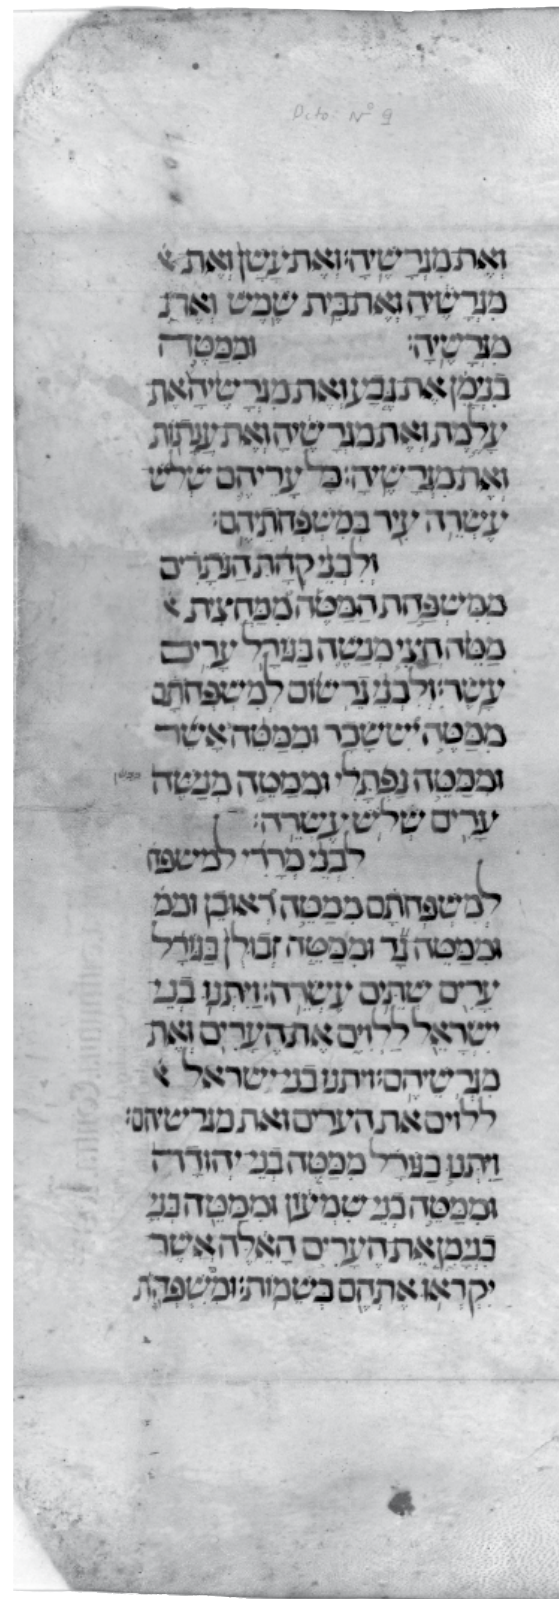 Dcto Nº 9
ואת מגרשיה׃ ואת עשן ואת
מגרשיה ואת בית שמש ואת
מגרשיה׃ וממטה
בנימן את גבע ואת מגרשיה את
עלמת ואת מגרשיה ואת ענתות
ואת מגרשיה׃ כל עריהם שלש
עשרה עיר במשפחתיהם׃
ולבני קהת הנתרים
ממשפחת המטה ממחצית
מטה חצי מנשה בגורל ערים
עשר׃ ולבני גרשום למשפחתם
ממטה יששכר וממטה אשר
וממטה נפתלי וממטה מנשה
ערים שלש עשרה׃
לבני מררי למשפח
למשפחתם ממטה ראובן וממ
וממטה גד וממטה זבולן בגורל
ערים שתים עשרה׃ ויתנו בני
ישראל ללוים את הערים ואת
מגרשיהם׃ ויתנו בני ישראל
ללוים את הערים ואת מגרשיהם׃
ויתנו בגורל ממטה בני יהודה
וממטה בני שמעון וממטה בני
בנימן את הערים האלה אשר
יקראו אתהם בשמות׃ וממשפחת